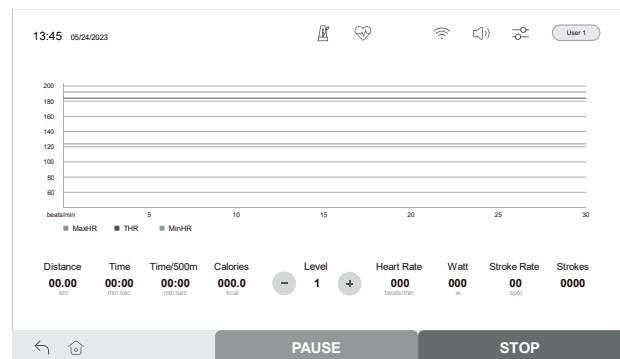 13:45 05/24/2023 User 1
200
180
160
140
120
100
80
60
beats/min 5 10 15 20 25 30
MaxHR THR MinHR
Distance Time Time/500m Calories Level Heart Rate Watt Stroke Rate Strokes
00.00 00:00 00:00 000.0 − 1 + 000 000 00 0000
km min:sec min:sec kcal beats/min w spm
PAUSE STOP